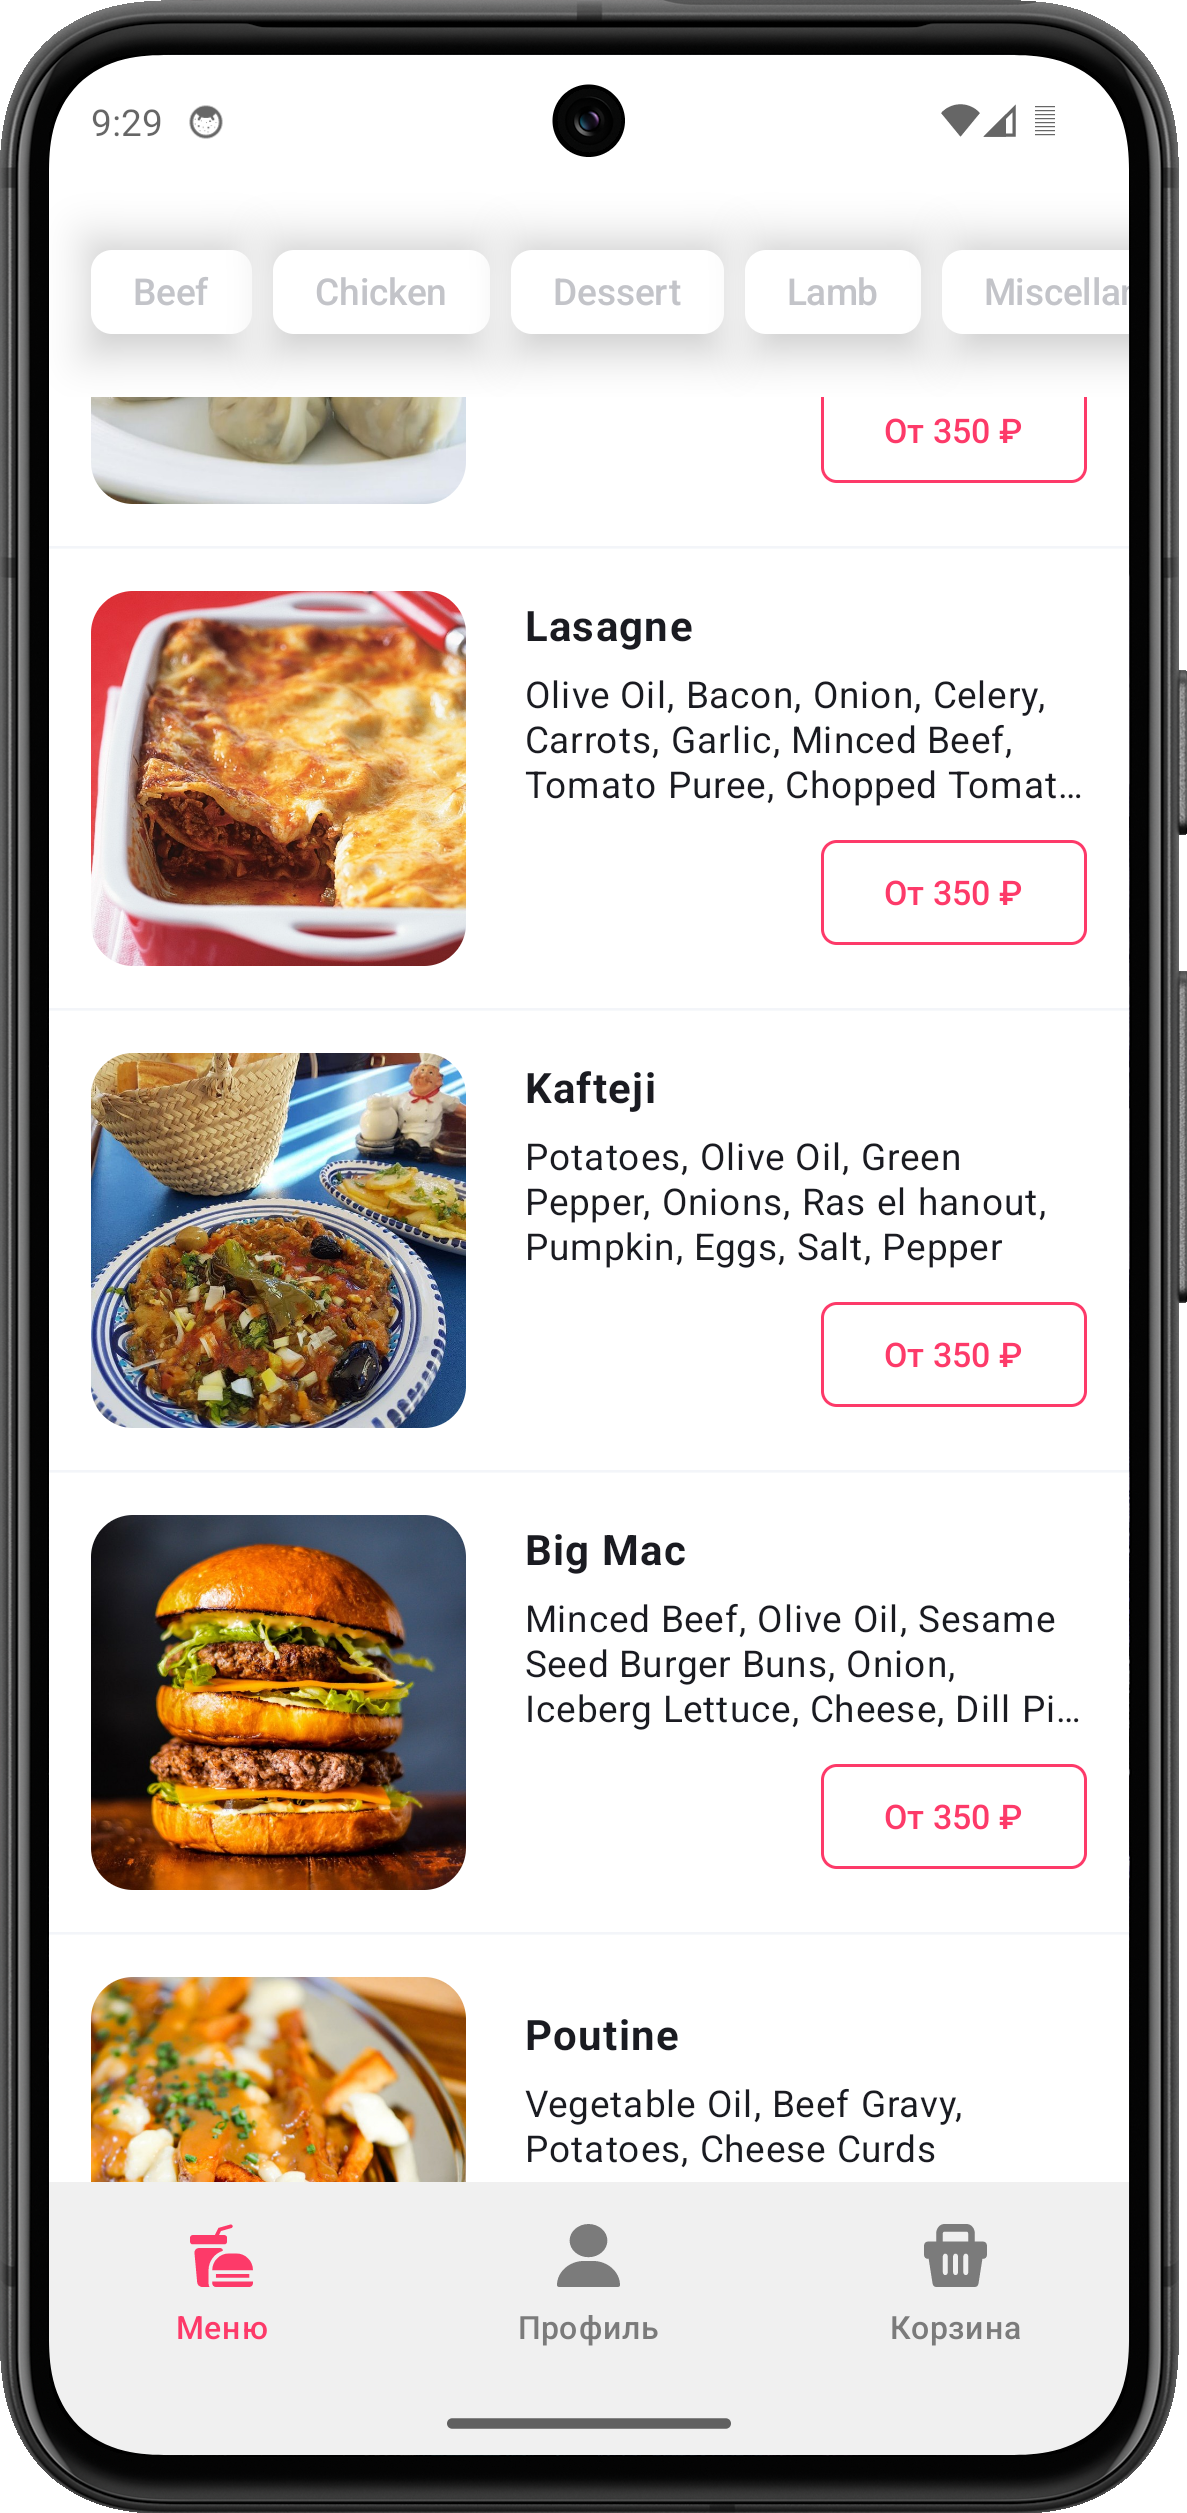 9:29
Beef
Chicken
Dessert
Lamb
Miscellan
От 350 ₽
Lasagne
Olive Oil, Bacon, Onion, Celery,
Carrots, Garlic, Minced Beef,
Tomato Puree, Chopped Tomat…
От 350 ₽
Kafteji
Potatoes, Olive Oil, Green
Pepper, Onions, Ras el hanout,
Pumpkin, Eggs, Salt, Pepper
От 350 ₽
Big Mac
Minced Beef, Olive Oil, Sesame
Seed Burger Buns, Onion,
Iceberg Lettuce, Cheese, Dill Pi…
От 350 ₽
Poutine
Vegetable Oil, Beef Gravy,
Potatoes, Cheese Curds
Меню
Профиль
Корзина